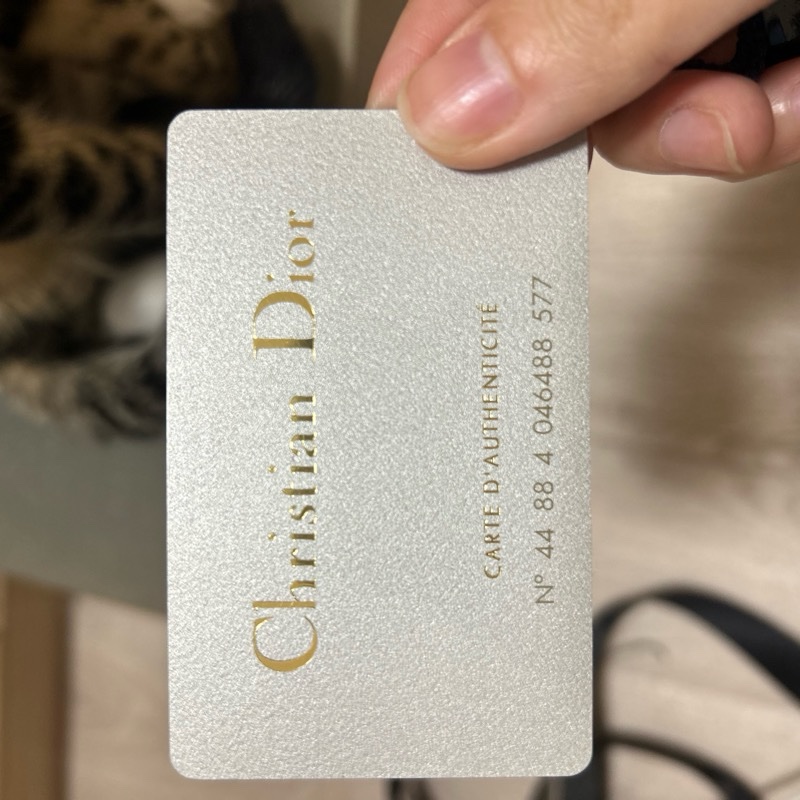 Christian Dior
CARTE D'AUTHENTICITÉ
N° 44 88 4 046488 577